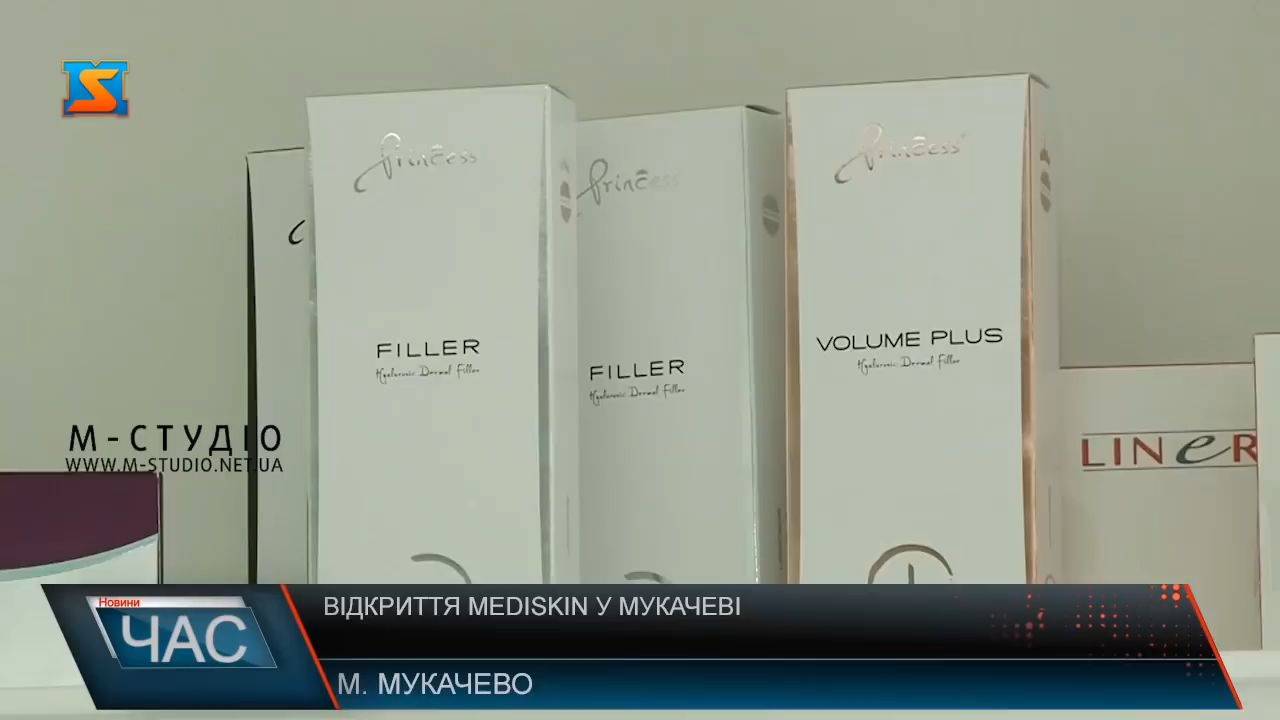 Princess
Princess
Princess
FILLER
Hyaluronic Dermal Filler
FILLER
Hyaluronic Dermal Filler
VOLUME PLUS
Hyaluronic Dermal Filler
LINeR
М-СТУДІО
WWW.M-STUDIO.NET.UA
Новини
ЧАС
ВІДКРИТТЯ MEDISKIN У МУКАЧЕВІ
М. МУКАЧЕВО